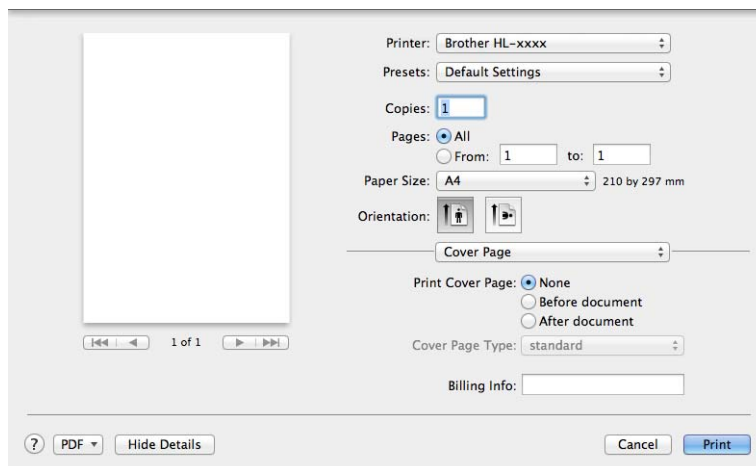 Printer: Brother HL-xxxx
Presets: Default Settings
Copies: 1
Pages: All
From: 1 to: 1
Paper Size: A4 210 by 297 mm
Orientation:
Cover Page
Print Cover Page: None
Before document
After document
Cover Page Type: standard
Billing Info:
1 of 1
? PDF Hide Details Cancel Print